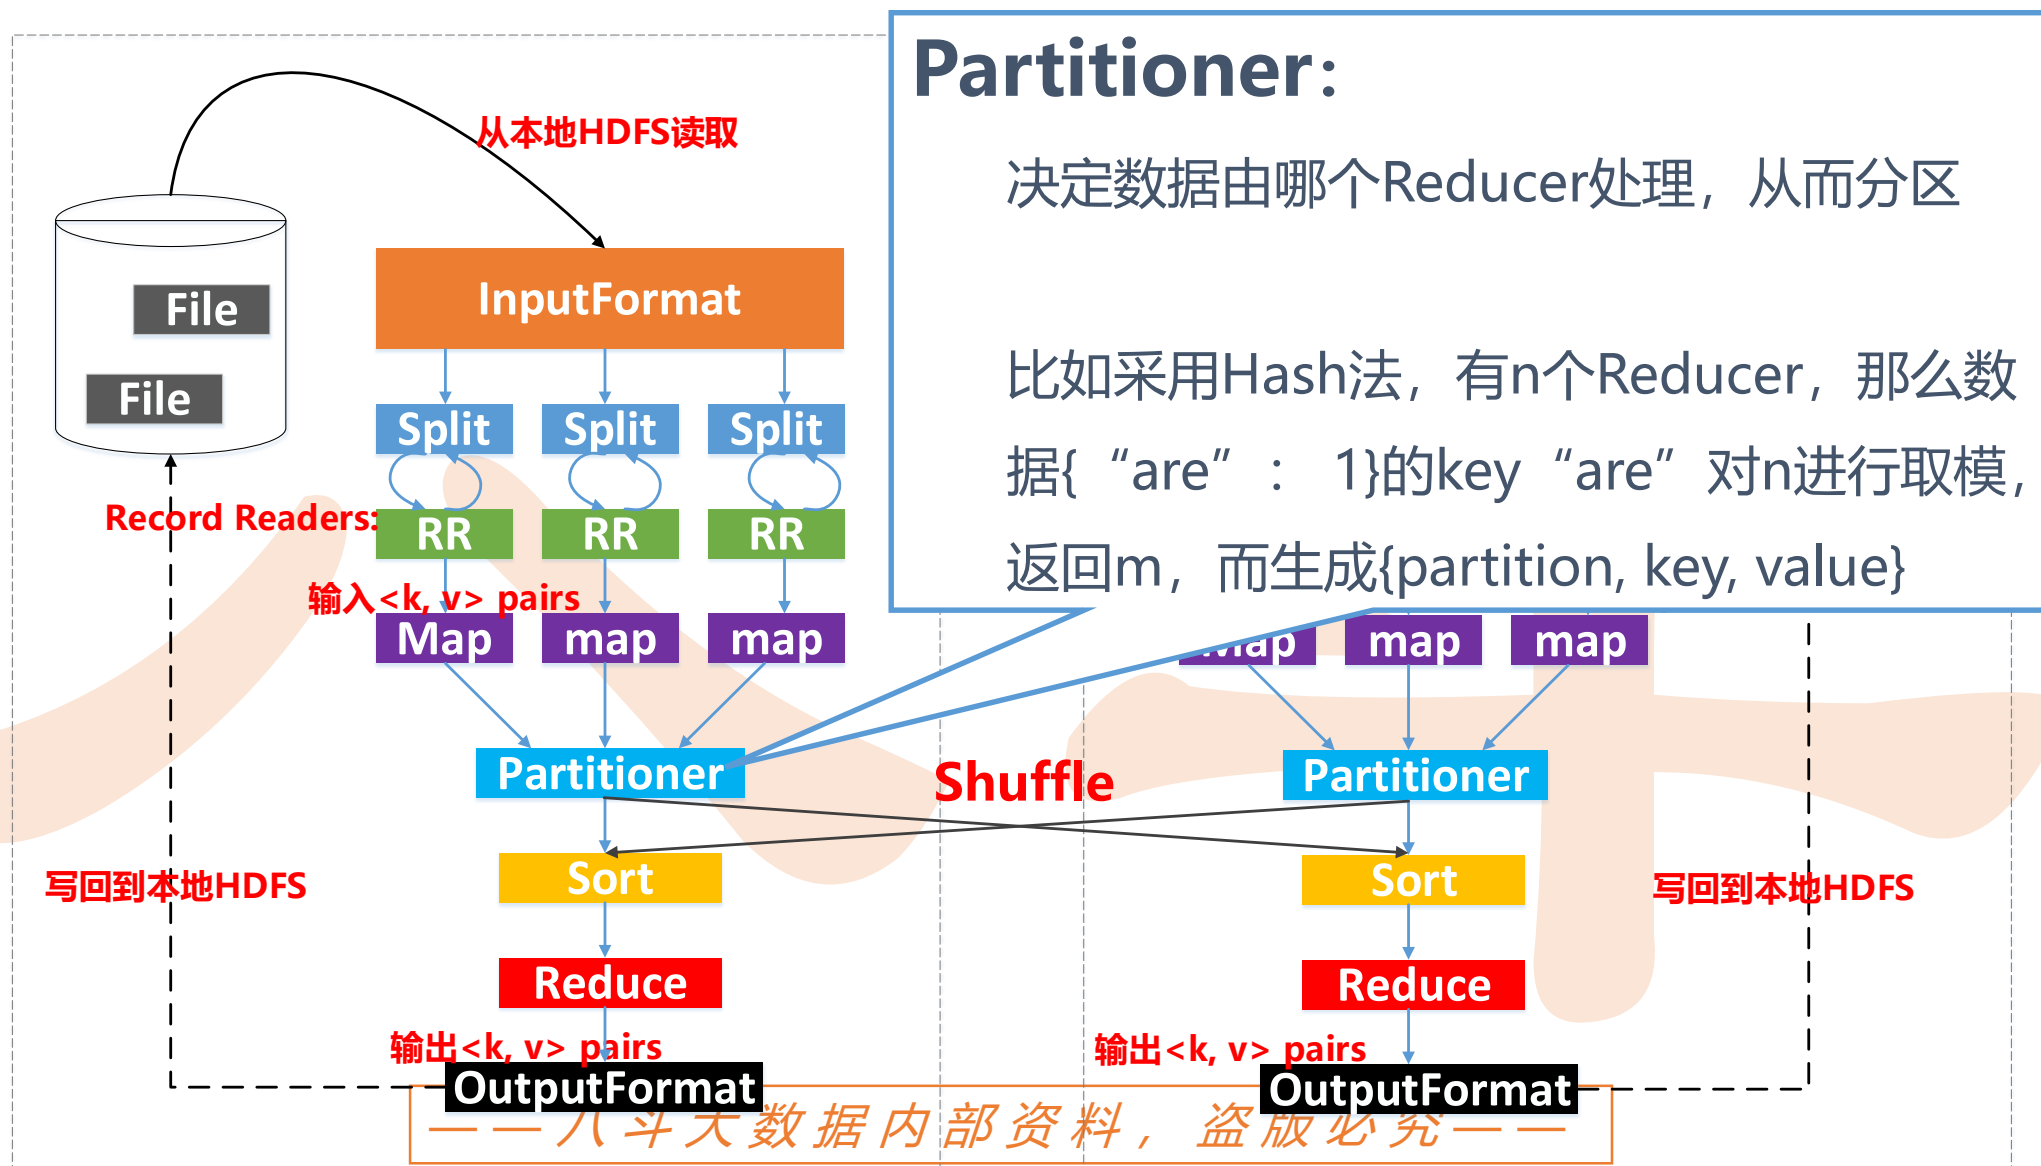 Partitioner：
决定数据由哪个Reducer处理，从而分区
比如采用Hash法，有n个Reducer，那么数
据{“are”： 1}的key“are”对n进行取模，
返回m，而生成{partition, key, value}
从本地HDFS读取
File
File
InputFormat
Split Split Split
Record Readers:
RR RR RR
输入<k, v> pairs
Map map map
Map map map
Partitioner
Shuffle
Partitioner
Sort
Sort
写回到本地HDFS
写回到本地HDFS
Reduce
Reduce
输出<k, v> pairs
输出<k, v> pairs
OutputFormat
OutputFormat
——八斗大数据内部资料，盗版必究——